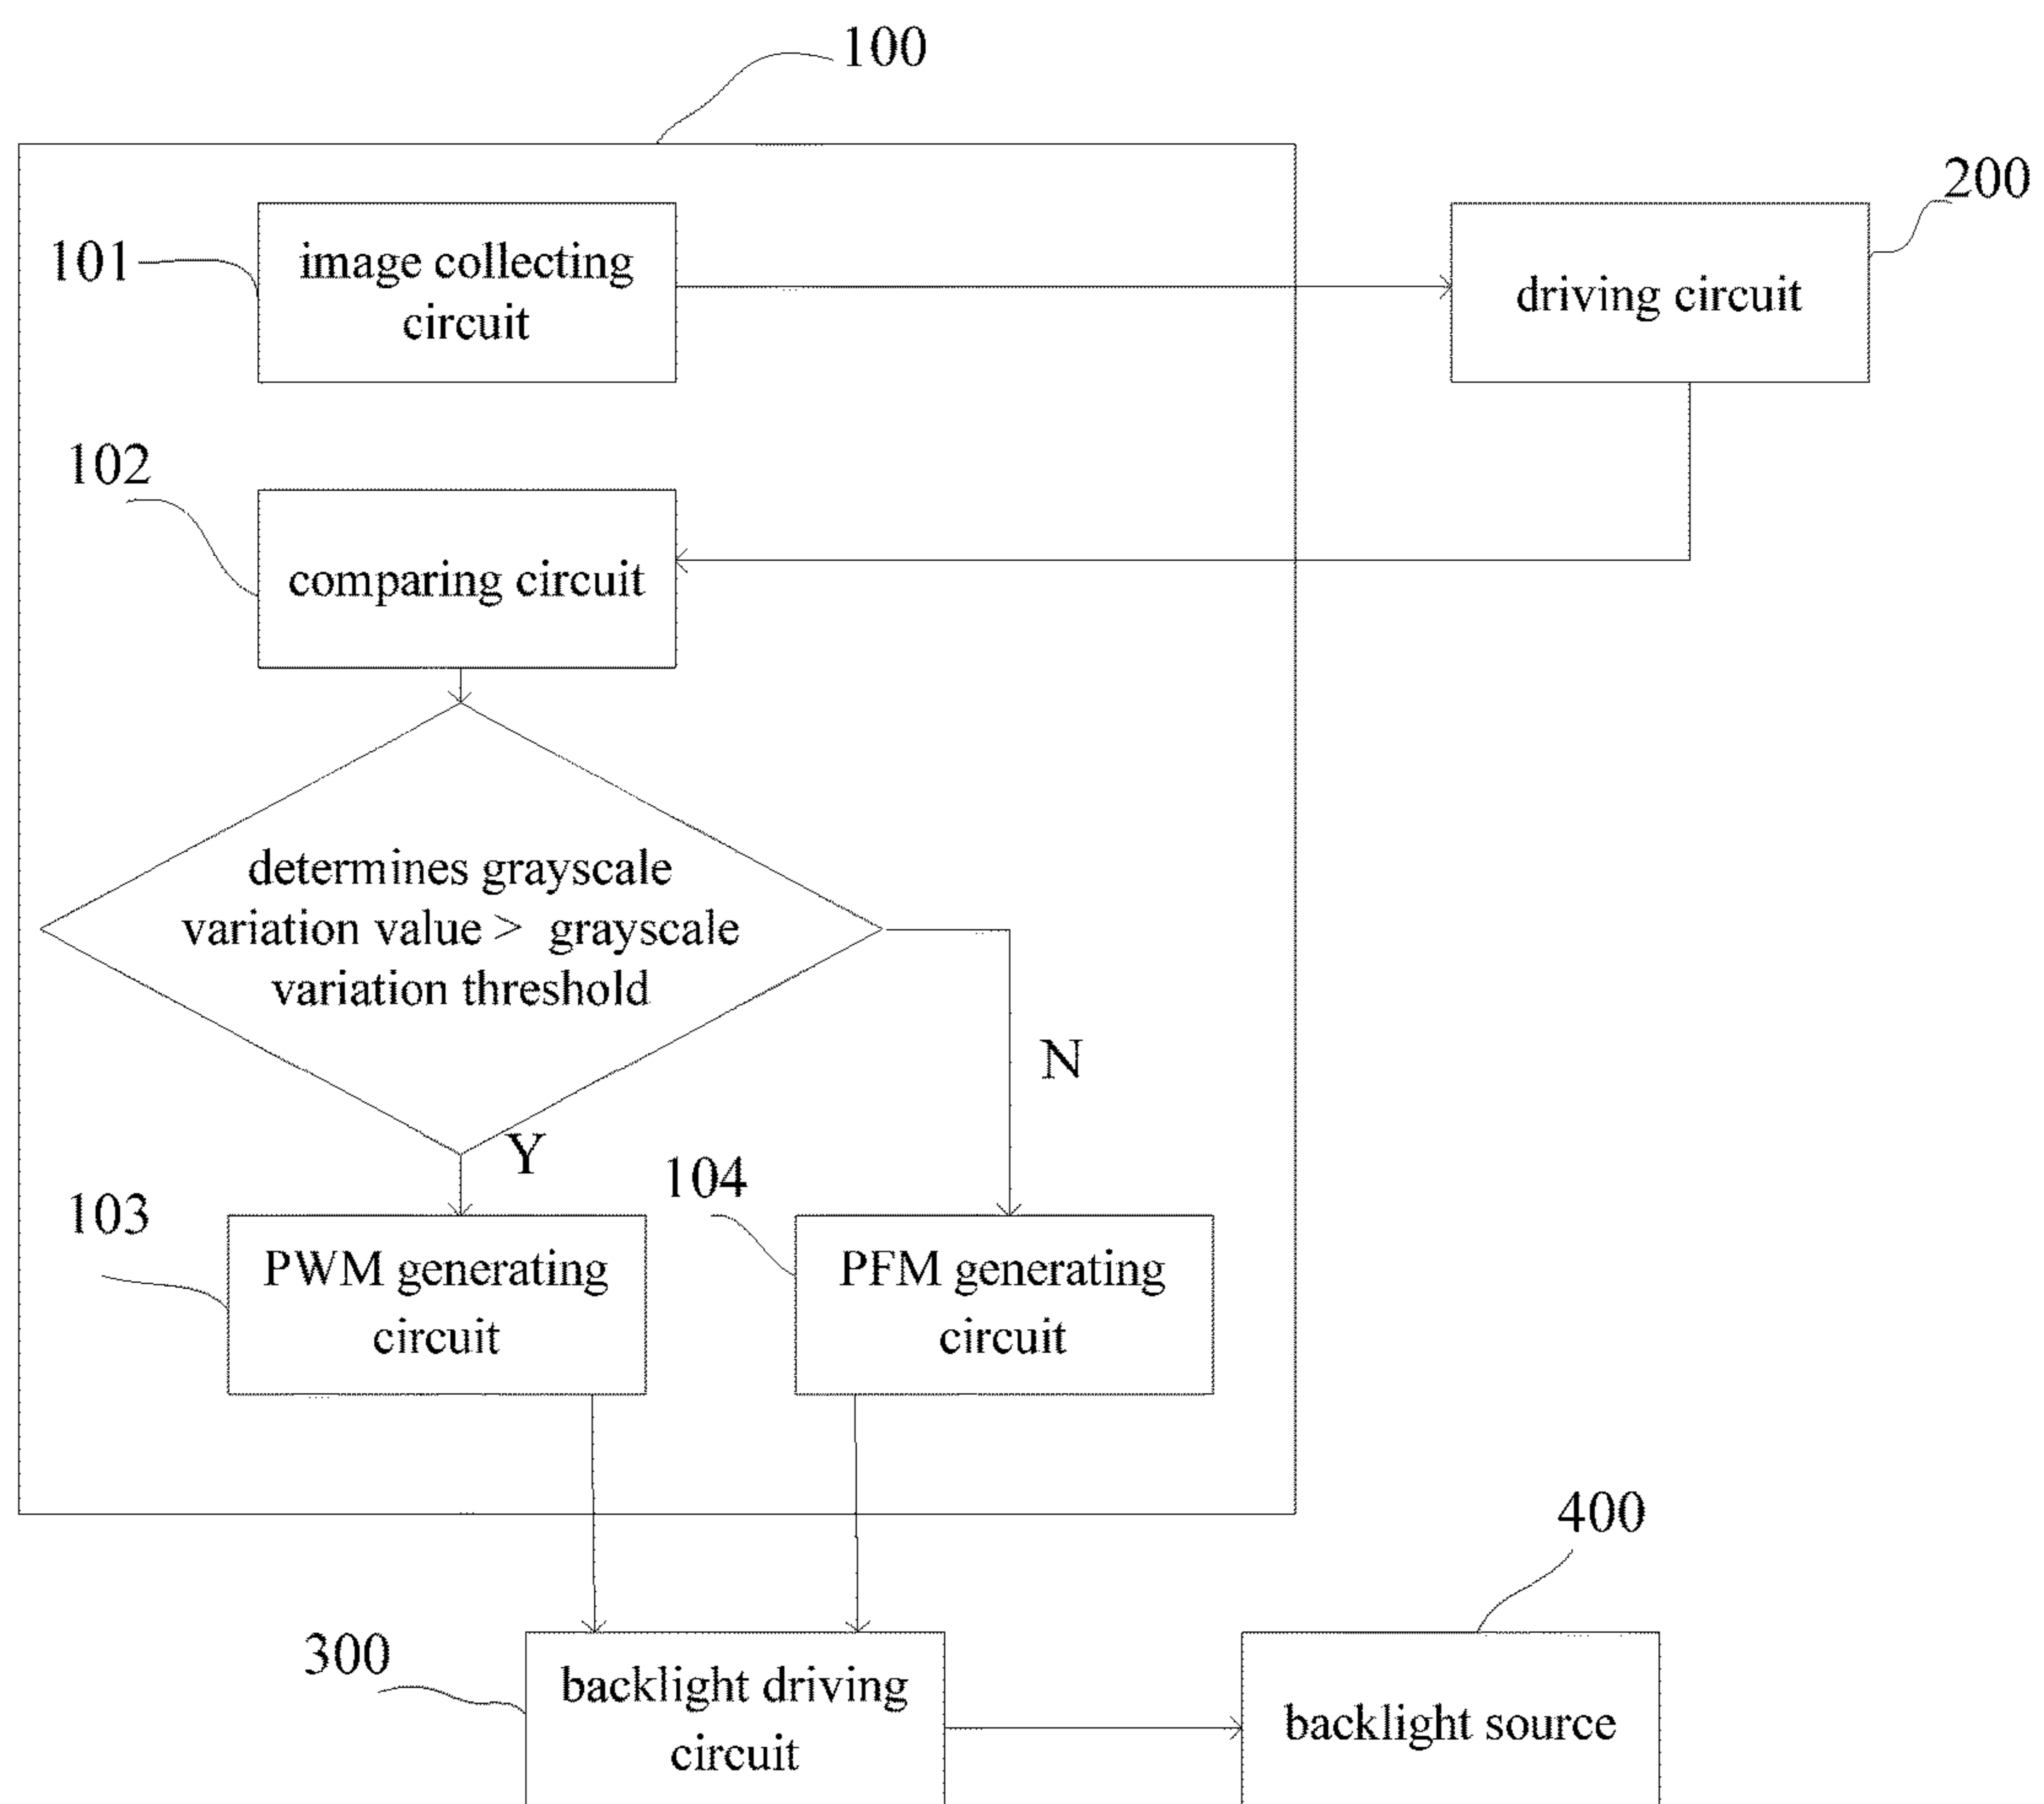 100
200
101
image collecting
circuit
driving circuit
102
comparing circuit
determines grayscale
variation value > grayscale
variation threshold
N
Y
103
104
PWM generating
circuit
PFM generating
circuit
400
300
backlight driving
circuit
backlight source